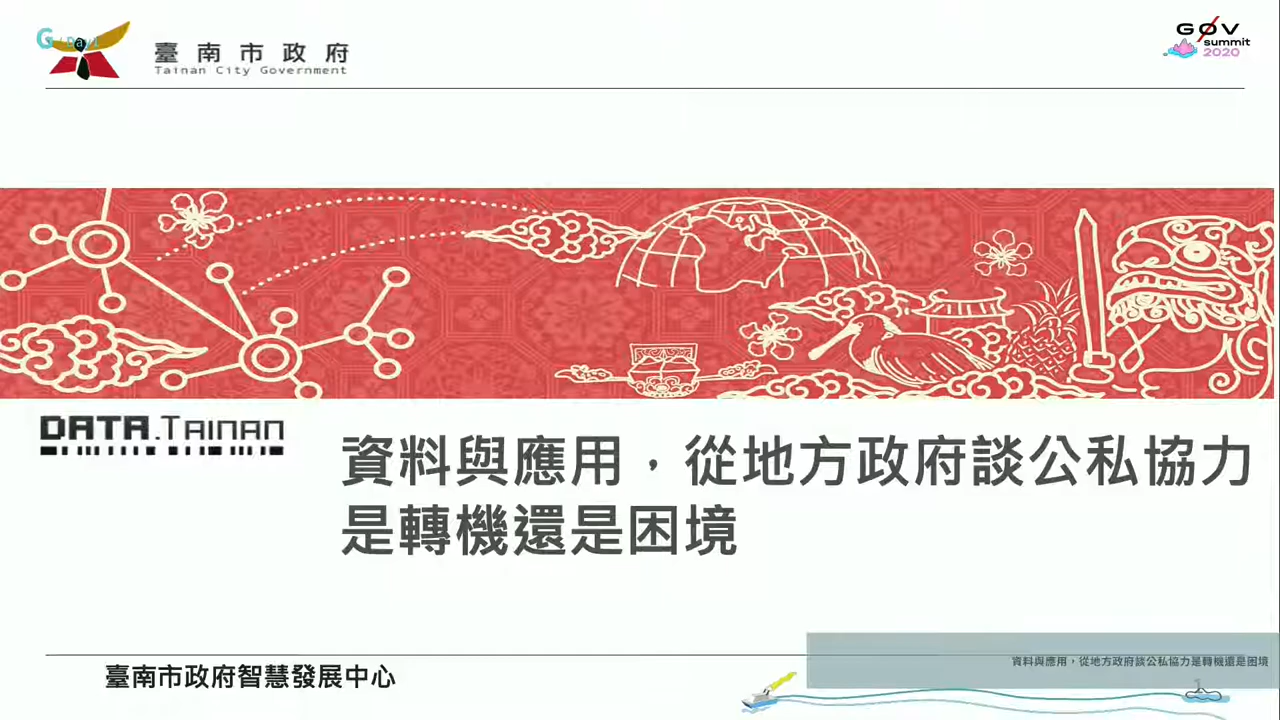 臺南市政府
Tainan City Government
GØV
summit
2020
DATA.TAINAN
資料與應用，從地方政府談公私協力
是轉機還是困境
臺南市政府智慧發展中心
資料與應用，從地方政府談公私協力是轉機還是困境
1